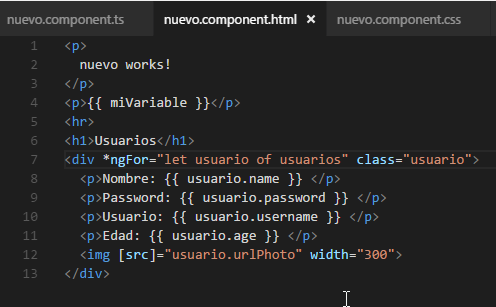 nuevo.component.ts nuevo.component.html × nuevo.component.css
1 <p>
2 nuevo works!
3 </p>
4 <p>{{ miVariable }}</p>
5 <hr>
6 <h1>Usuarios</h1>
7 <div *ngFor="let usuario of usuarios" class="usuario">
8 <p>Nombre: {{ usuario.name }} </p>
9 <p>Password: {{ usuario.password }} </p>
10 <p>Usuario: {{ usuario.username }} </p>
11 <p>Edad: {{ usuario.age }} </p>
12 <img [src]="usuario.urlPhoto" width="300">
13 </div>